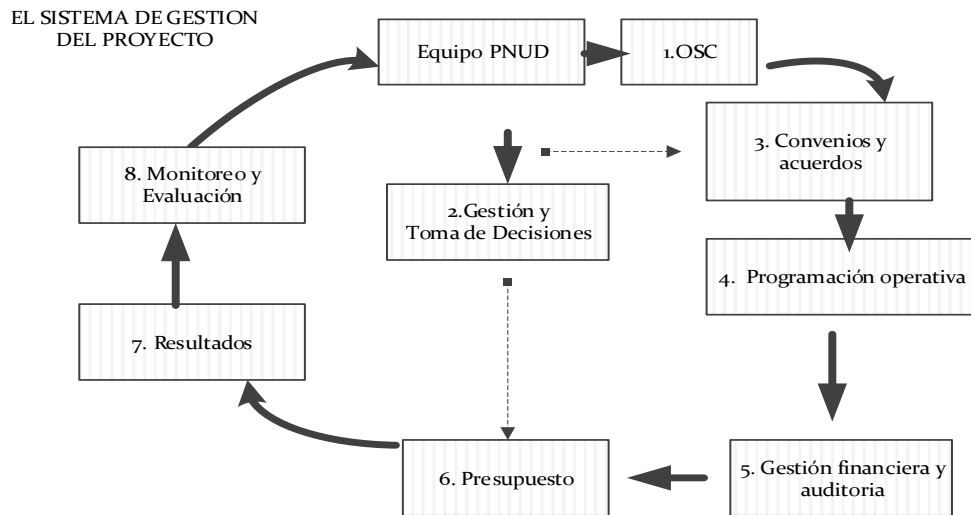 EL SISTEMA DE GESTION
DEL PROYECTO
Equipo PNUD
1.OSC
3. Convenios y
acuerdos
8. Monitoreo y
Evaluación
2.Gestión y
Toma de Decisiones
4. Programación operativa
7. Resultados
6. Presupuesto
5. Gestión financiera y
auditoria